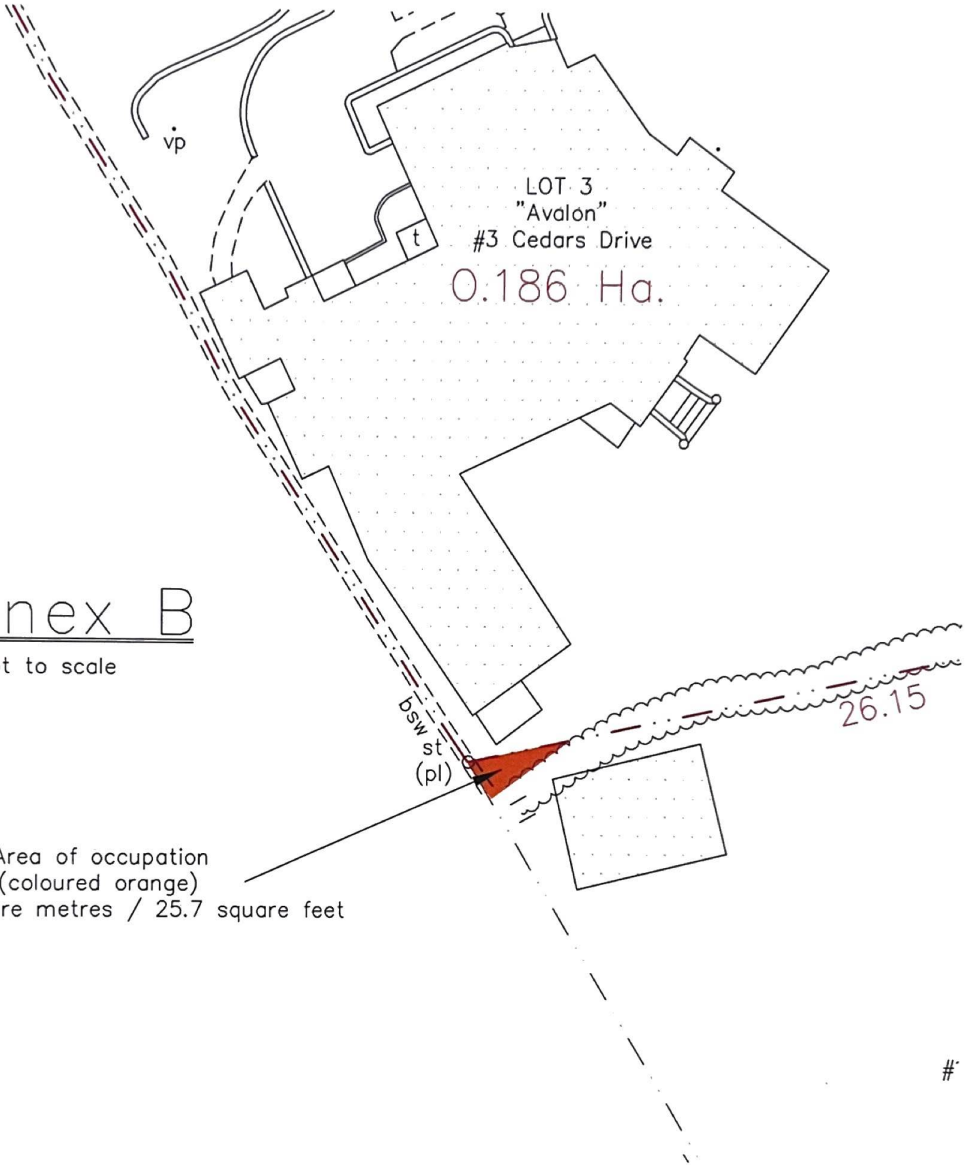 vp
LOT 3
"Avalon"
#3 Cedars Drive
t
0.186 Ha.
nex B
t to scale
bsw
st
(pl)
26.15
Area of occupation
(coloured orange)
re metres / 25.7 square feet
#